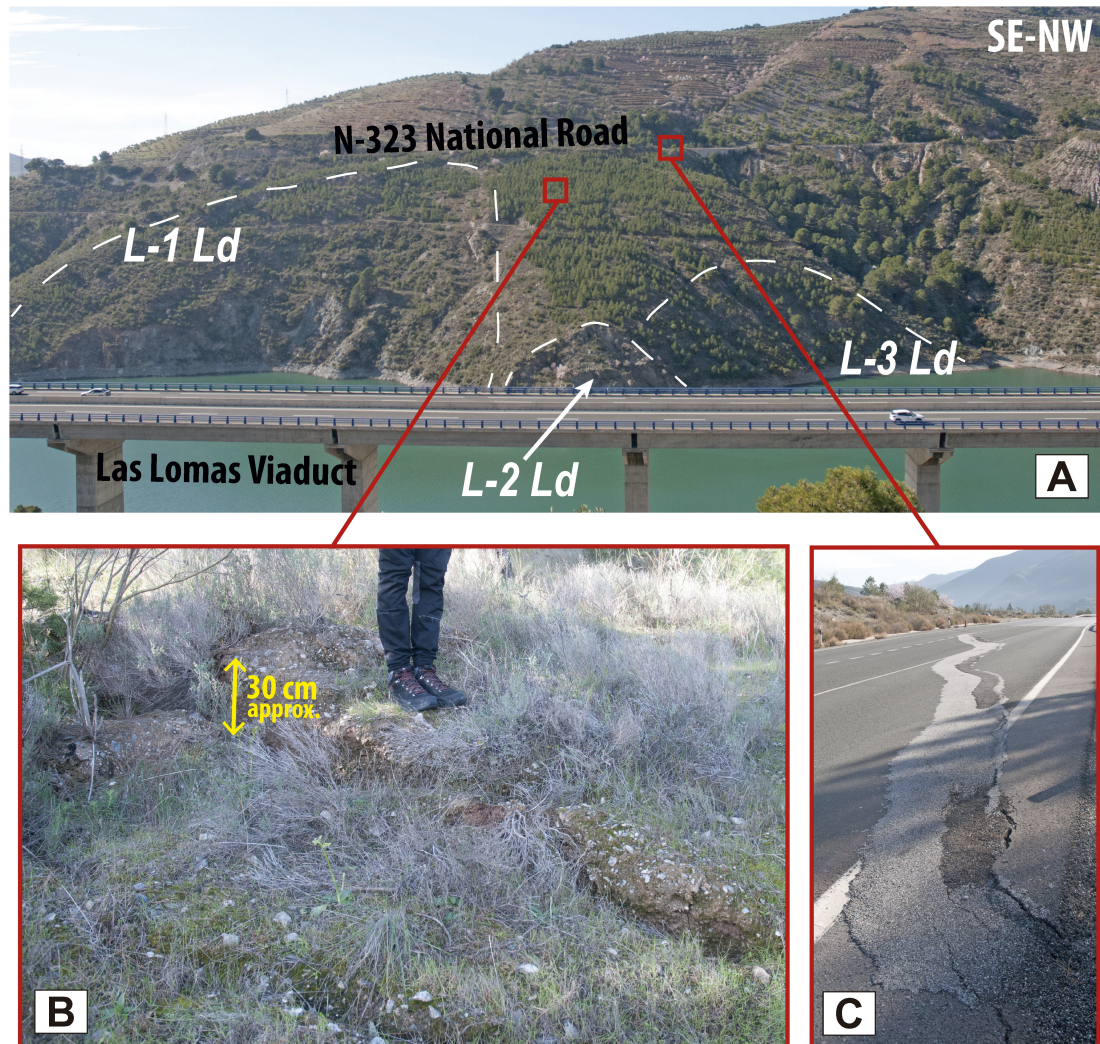 SE-NW
N-323 National Road
L-1 Ld
L-3 Ld
Las Lomas Viaduct
L-2 Ld
A
30 cm
approx.
B
C